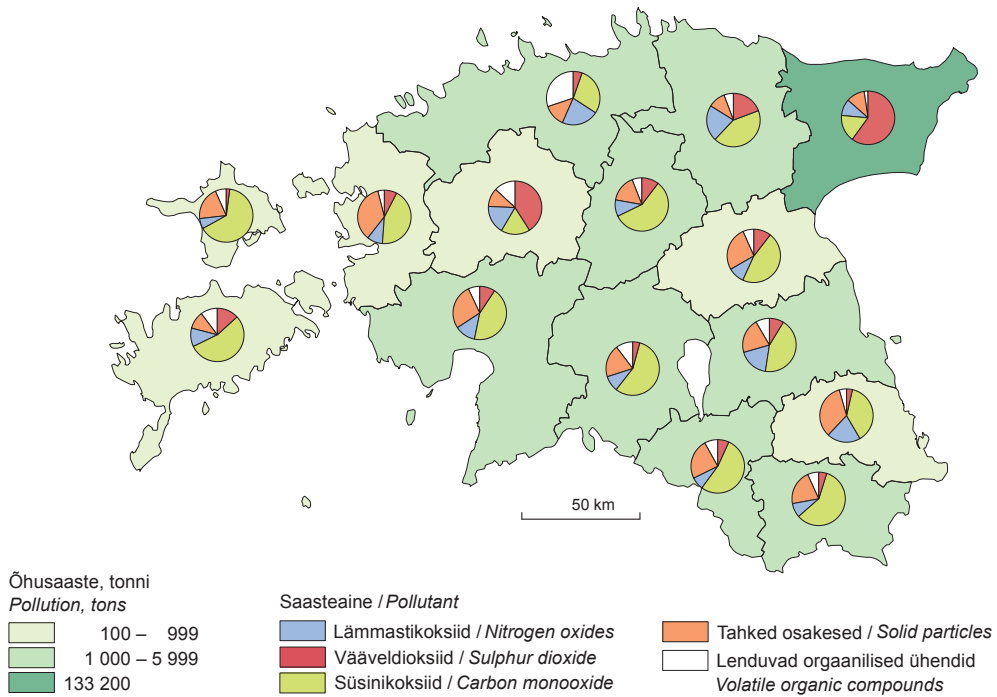 50 km
Õhusaaste, tonni
Pollution, tons
100 – 999
1 000 – 5 999
133 200
Saasteaine / Pollutant
Lämmastikoksiid / Nitrogen oxides
Vääveldioksiid / Sulphur dioxide
Süsinikoksiid / Carbon monooxide
Tahked osakesed / Solid particles
Lenduvad orgaanilised ühendid
Volatile organic compounds